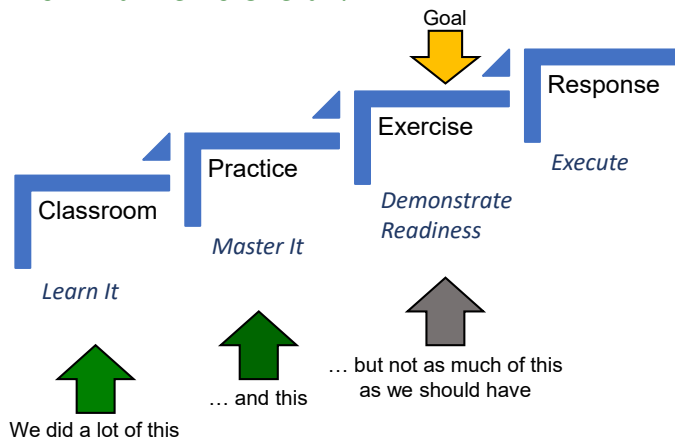 Goal
Response
Execute
Exercise
Demonstrate
Readiness
Practice
Master It
Classroom
Learn It
We did a lot of this
… and this
… but not as much of this
as we should have